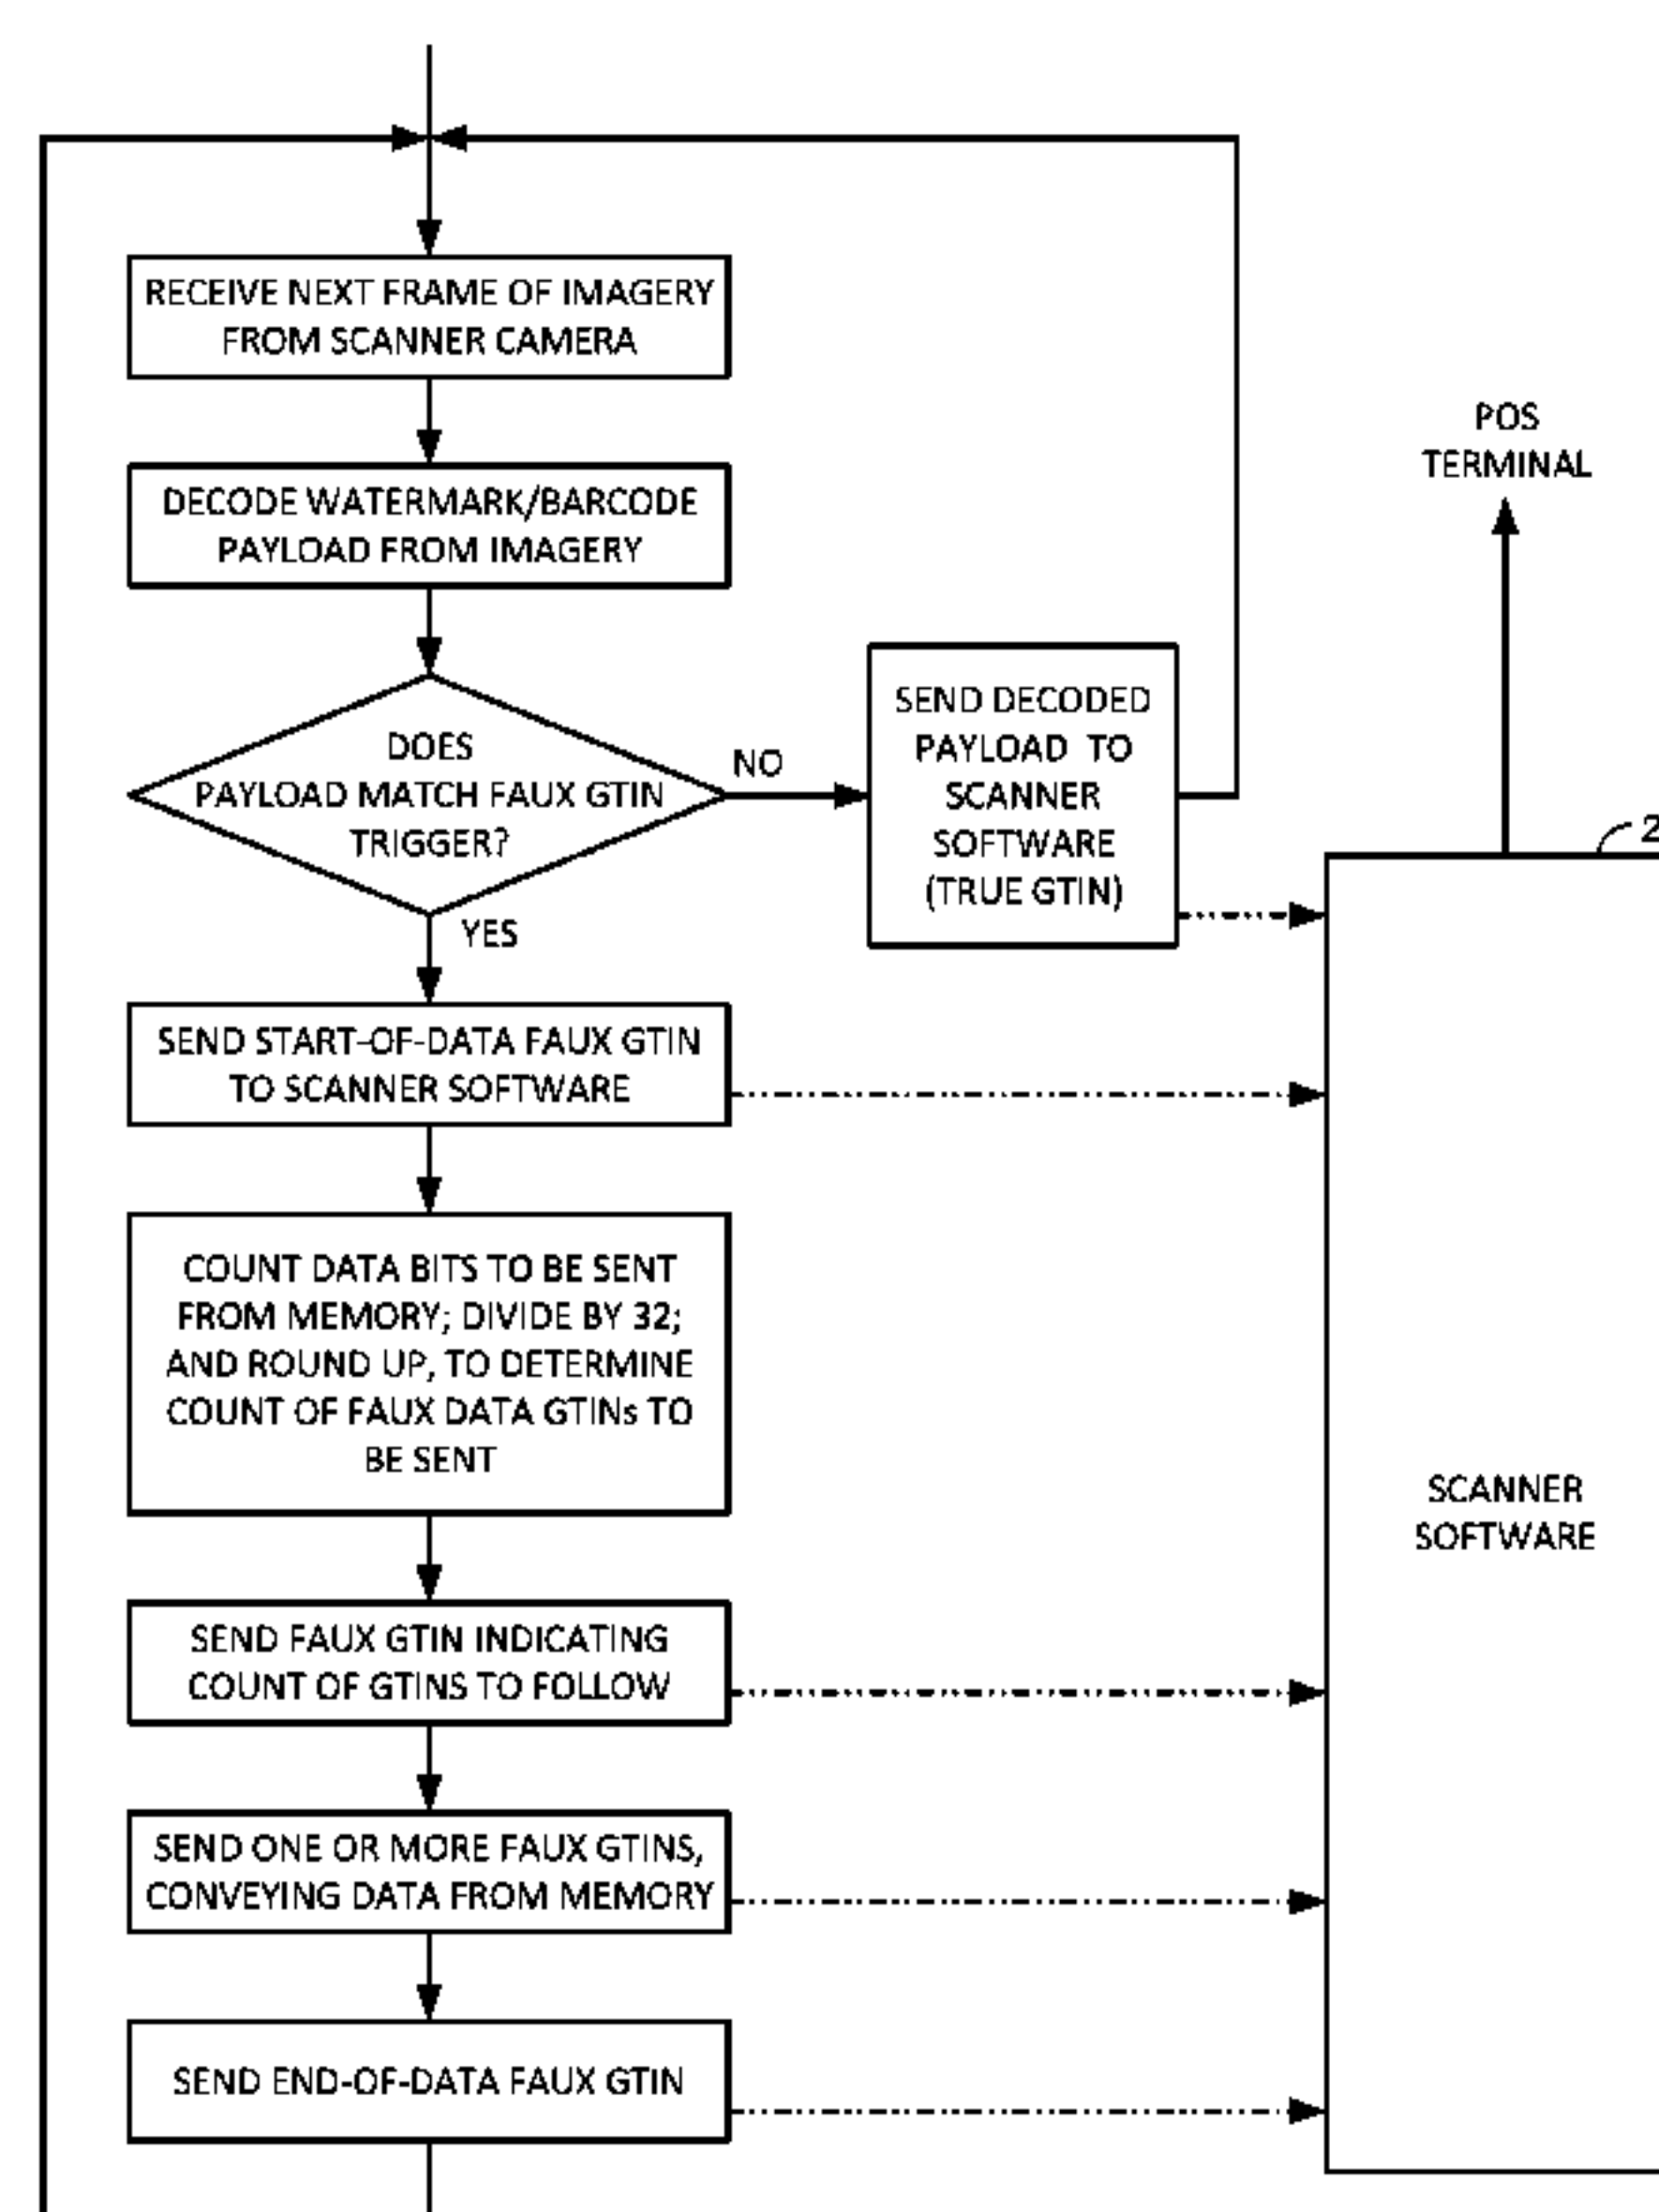 RECEIVE NEXT FRAME OF IMAGERY
FROM SCANNER CAMERA
DECODE WATERMARK/BARCODE
PAYLOAD FROM IMAGERY
DOES
PAYLOAD MATCH FAUX GTIN
TRIGGER?
NO
YES
SEND DECODED
PAYLOAD TO
SCANNER
SOFTWARE
(TRUE GTIN)
POS
TERMINAL
2
SEND START-OF-DATA FAUX GTIN
TO SCANNER SOFTWARE
COUNT DATA BITS TO BE SENT
FROM MEMORY; DIVIDE BY 32;
AND ROUND UP, TO DETERMINE
COUNT OF FAUX DATA GTINs TO
BE SENT
SCANNER
SOFTWARE
SEND FAUX GTIN INDICATING
COUNT OF GTINS TO FOLLOW
SEND ONE OR MORE FAUX GTINS,
CONVEYING DATA FROM MEMORY
SEND END-OF-DATA FAUX GTIN